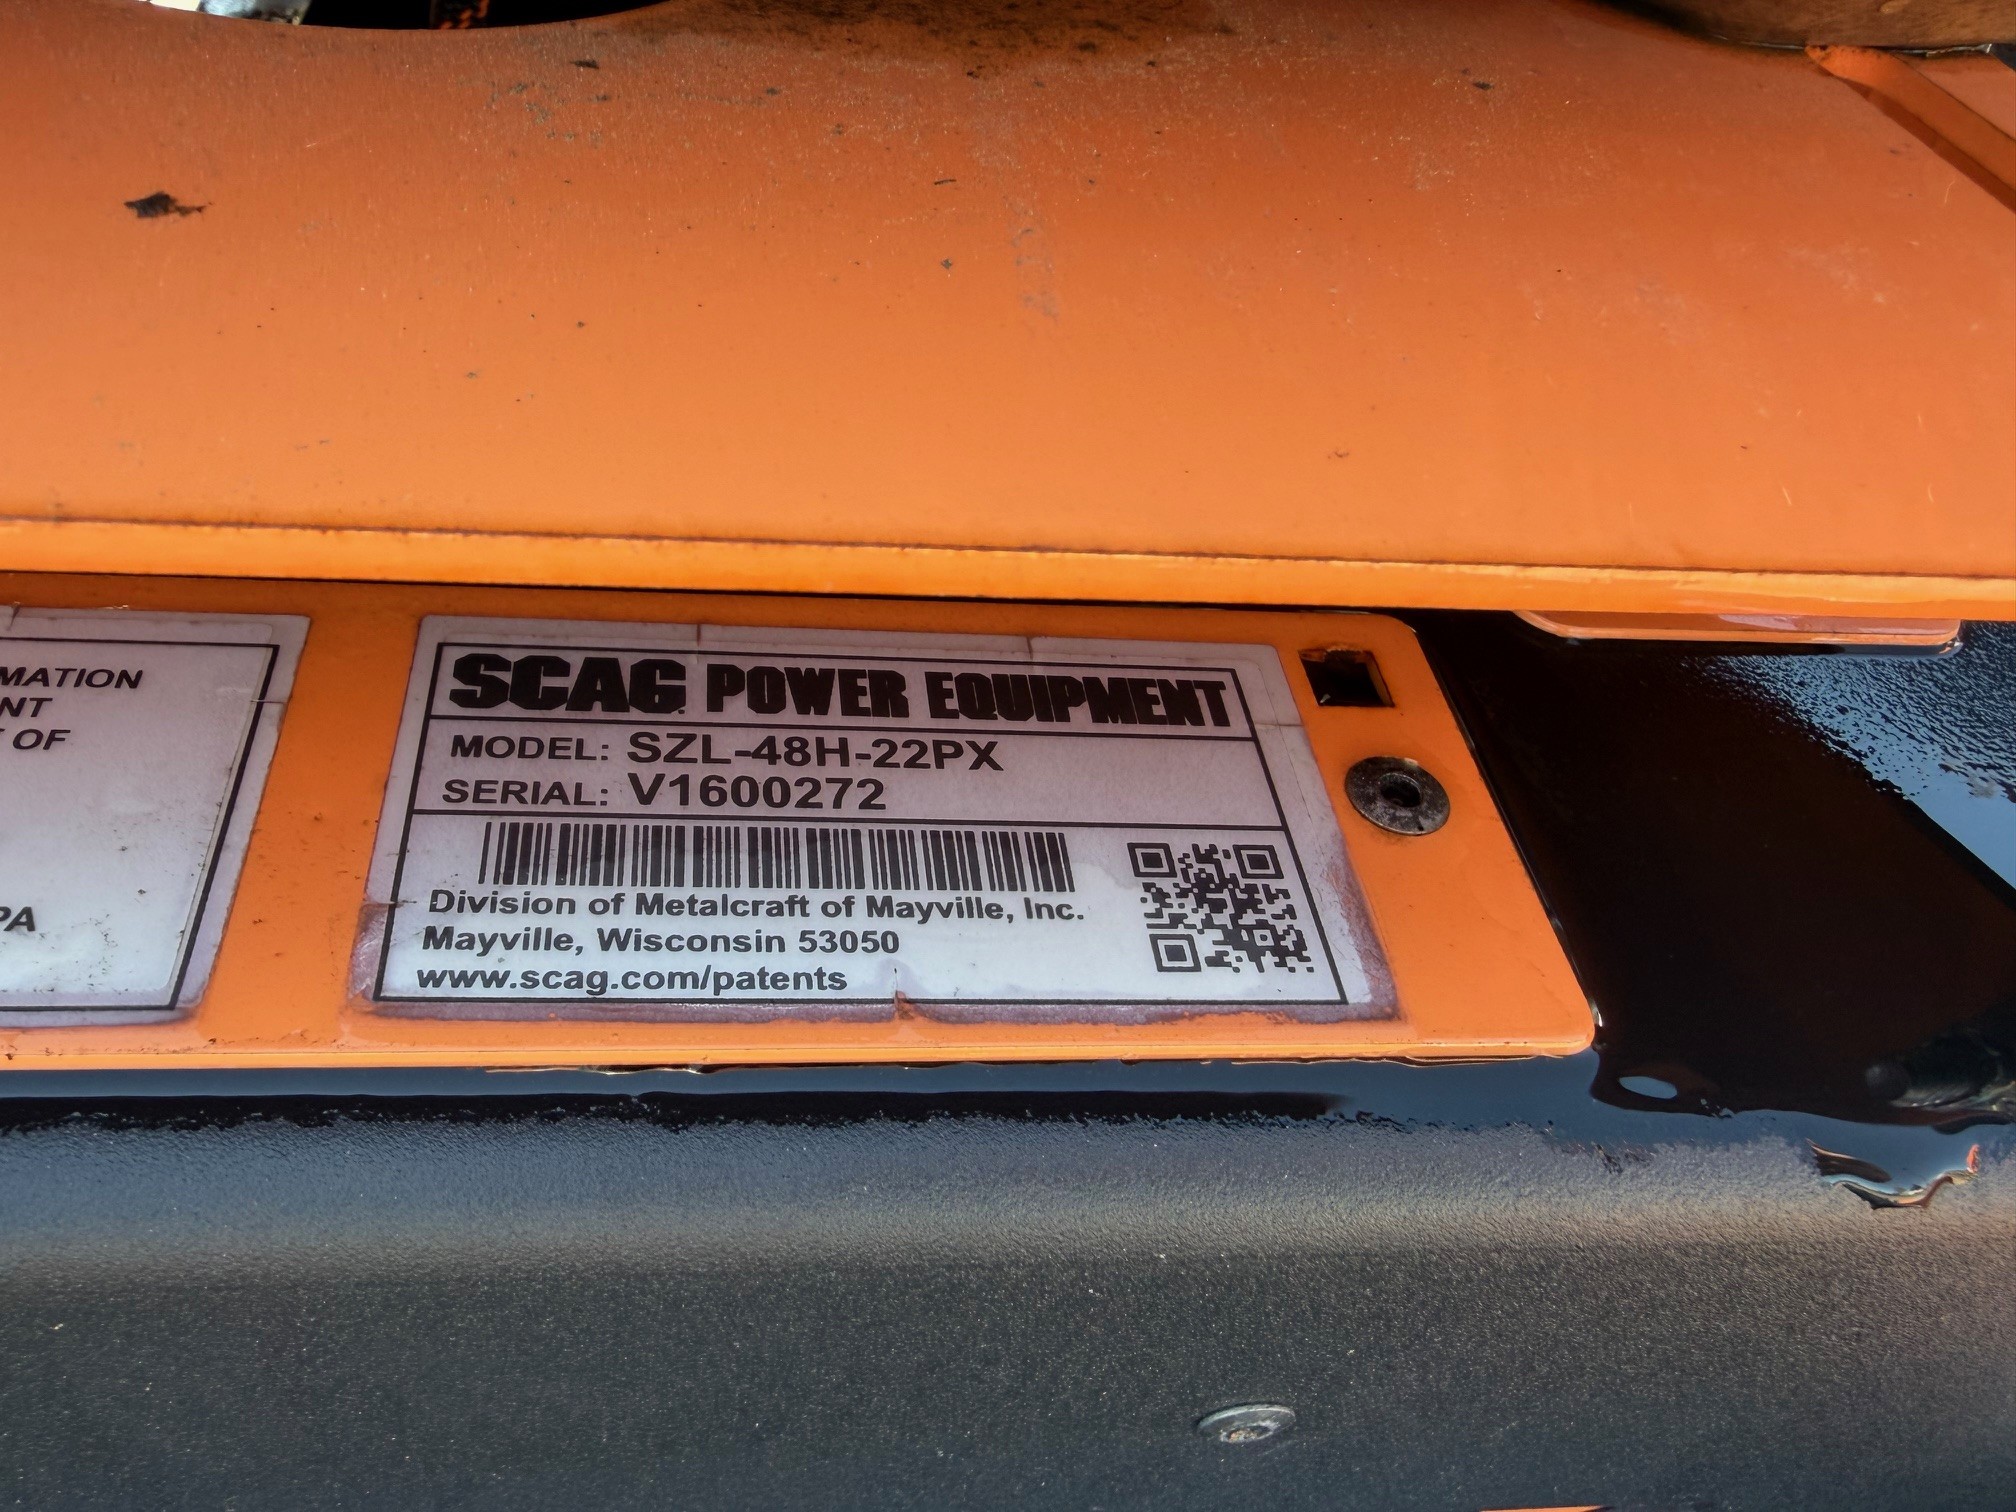 MATION
NT
OF
PA
SCAG POWER EQUIPMENT
MODEL: SZL-48H-22PX
SERIAL: V1600272
Division of Metalcraft of Mayville, Inc.
Mayville, Wisconsin 53050
www.scag.com/patents